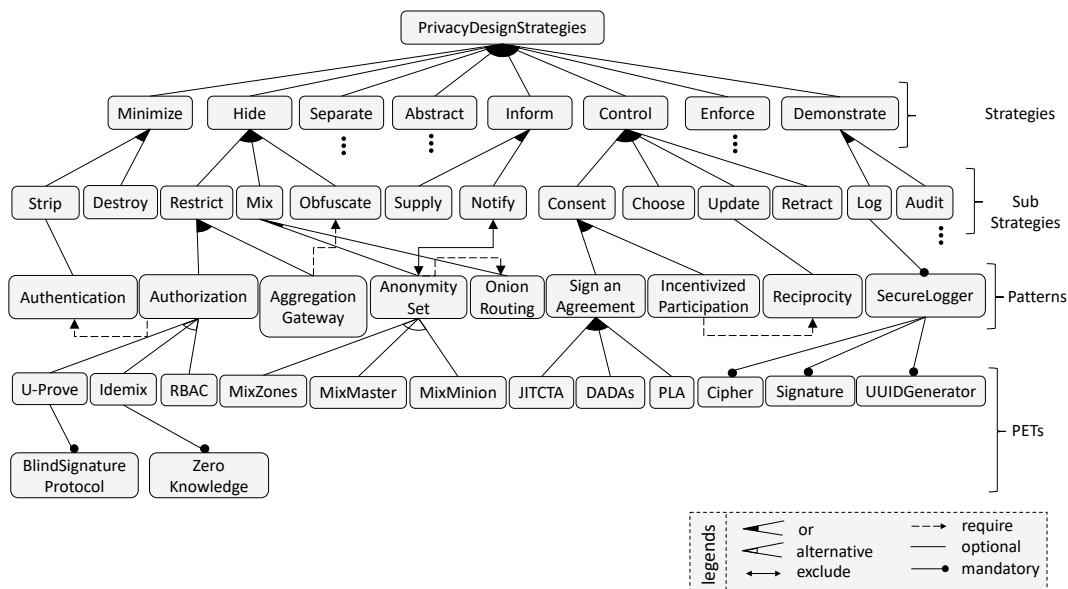 PrivacyDesignStrategies
Minimize
Hide
Separate
Abstract
Inform
Control
Enforce
Demonstrate
Strategies
Strip
Destroy
Restrict
Mix
Obfuscate
Supply
Notify
Consent
Choose
Update
Retract
Log
Audit
Sub
Strategies
Authentication
Authorization
Aggregation
Gateway
Anonymity
Set
Onion
Routing
Sign an
Agreement
Incentivized
Participation
Reciprocity
SecureLogger
Patterns
U-Prove
Idemix
RBAC
MixZones
MixMaster
MixMinion
JITCTA
DADAs
PLA
Cipher
Signature
UUIDGenerator
PETs
BlindSignature
Protocol
Zero
Knowledge
legends
or
alternative
exclude
require
optional
mandatory